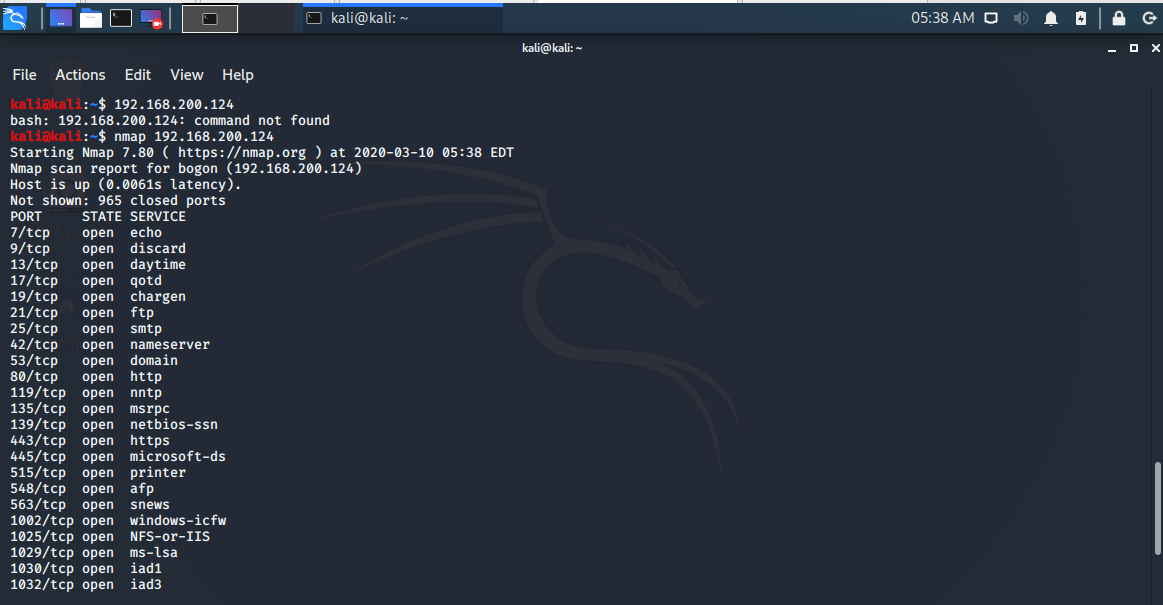 kali@kali: ~
05:38 AM
kali@kali: ~
File Actions Edit View Help
kali@kali:~$ 192.168.200.124
bash: 192.168.200.124: command not found
kali@kali:~$ nmap 192.168.200.124
Starting Nmap 7.80 ( https://nmap.org ) at 2020-03-10 05:38 EDT
Nmap scan report for bogon (192.168.200.124)
Host is up (0.0061s latency).
Not shown: 965 closed ports
PORT     STATE SERVICE
7/tcp    open  echo
9/tcp    open  discard
13/tcp   open  daytime
17/tcp   open  qotd
19/tcp   open  chargen
21/tcp   open  ftp
25/tcp   open  smtp
42/tcp   open  nameserver
53/tcp   open  domain
80/tcp   open  http
119/tcp  open  nntp
135/tcp  open  msrpc
139/tcp  open  netbios-ssn
443/tcp  open  https
445/tcp  open  microsoft-ds
515/tcp  open  printer
548/tcp  open  afp
563/tcp  open  snews
1002/tcp open  windows-icfw
1025/tcp open  NFS-or-IIS
1029/tcp open  ms-lsa
1030/tcp open  iad1
1032/tcp open  iad3